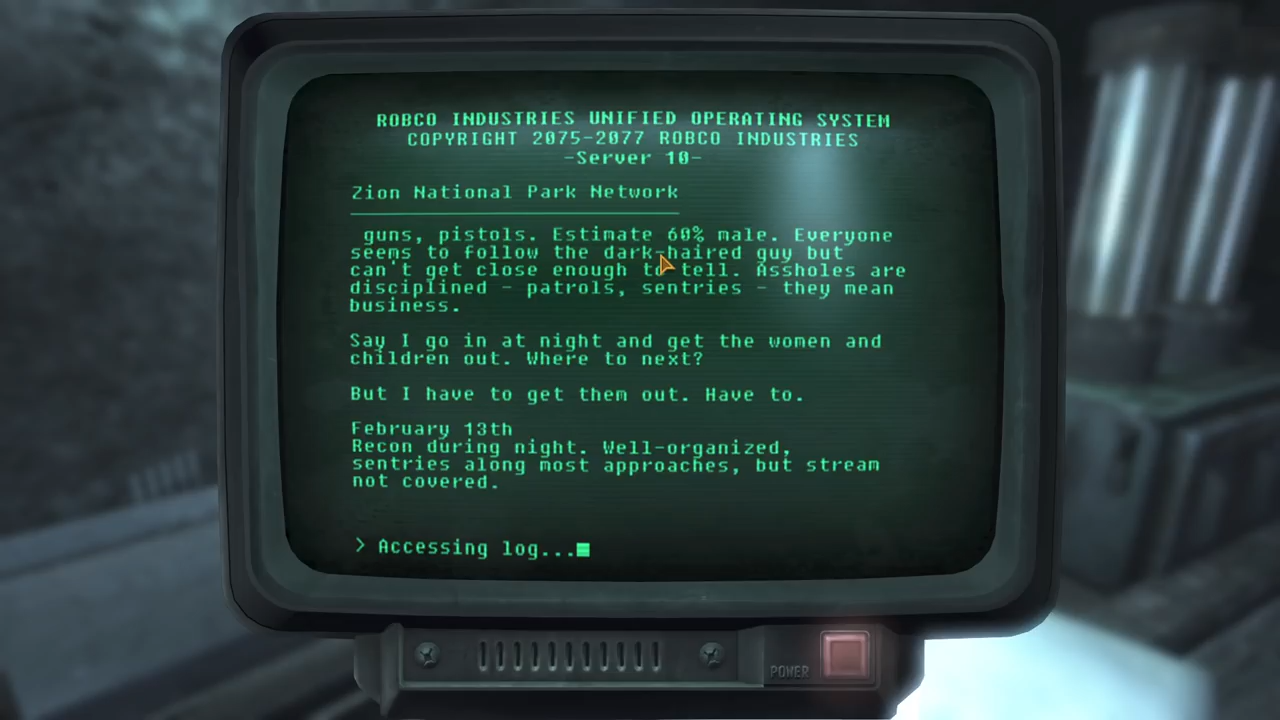 ROBCO INDUSTRIES UNIFIED OPERATING SYSTEM
COPYRIGHT 2075-2077 ROBCO INDUSTRIES
-Server 10-
Zion National Park Network
guns, pistols. Estimate 60% male. Everyone
seems to follow the dark-haired guy but
can't get close enough to tell. Assholes are
disciplined - patrols, sentries - they mean
business.
Say I go in at night and get the women and
children out. Where to next?
But I have to get them out. Have to.
February 13th
Recon during night. Well-organized,
sentries along most approaches, but stream
not covered.
> Accessing log...
POWER